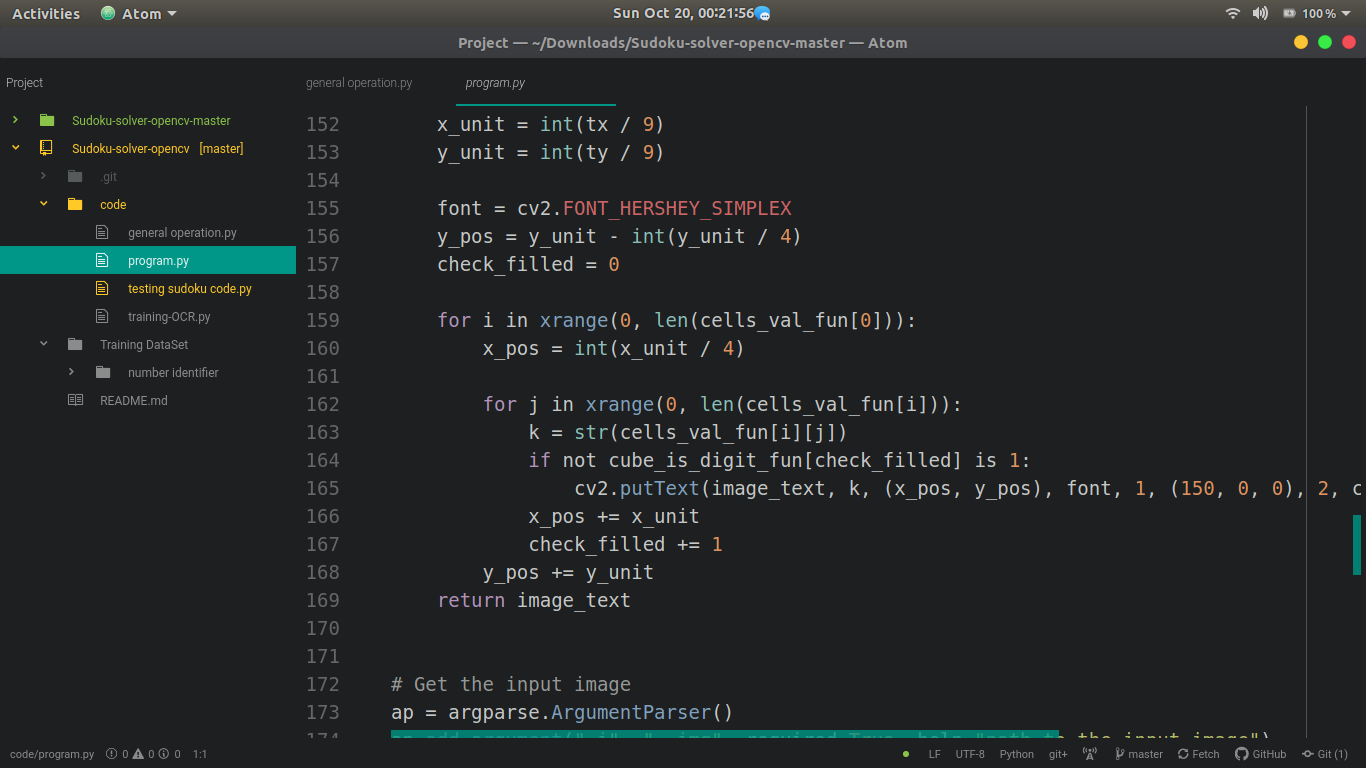 Activities Atom Sun Oct 20, 00:21:56 100 %
Project — ~/Downloads/Sudoku-solver-opencv-master — Atom
Project
Sudoku-solver-opencv-master
Sudoku-solver-opencv [master]
.git
code
general operation.py
program.py
testing sudoku code.py
training-OCR.py
Training DataSet
number identifier
README.md
general operation.py program.py
152 x_unit = int(tx / 9)
153 y_unit = int(ty / 9)
154
155 font = cv2.FONT_HERSHEY_SIMPLEX
156 y_pos = y_unit - int(y_unit / 4)
157 check_filled = 0
158
159 for i in xrange(0, len(cells_val_fun[0])):
160 x_pos = int(x_unit / 4)
161
162 for j in xrange(0, len(cells_val_fun[i])):
163 k = str(cells_val_fun[i][j])
164 if not cube_is_digit_fun[check_filled] is 1:
165 cv2.putText(image_text, k, (x_pos, y_pos), font, 1, (150, 0, 0), 2, c
166 x_pos += x_unit
167 check_filled += 1
168 y_pos += y_unit
169 return image_text
170
171
172 # Get the input image
173 ap = argparse.ArgumentParser()
174 the input image")
code/program.py 0 0 0 1:1 LF UTF-8 Python git+ master Fetch GitHub Git (1)